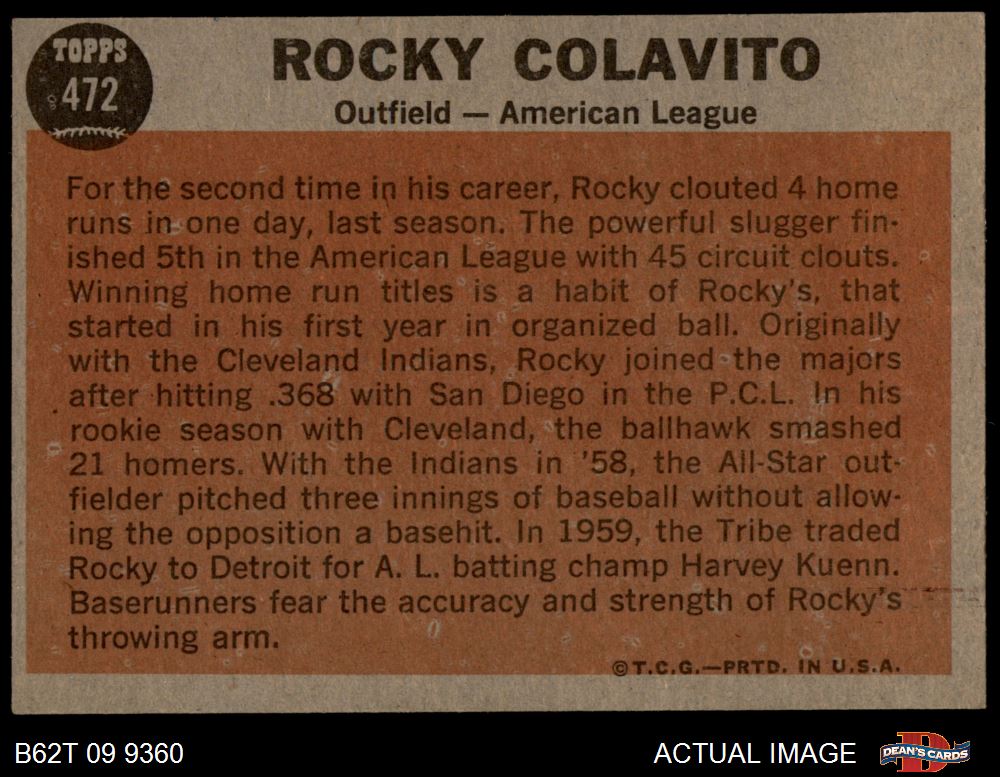 TOPPS
472
ROCKY COLAVITO
Outfield — American League
For the second time in his career, Rocky clouted 4 home
runs in one day, last season. The powerful slugger fin-
ished 5th in the American League with 45 circuit clouts.
Winning home run titles is a habit of Rocky's, that
started in his first year in organized ball. Originally
with the Cleveland Indians, Rocky joined the majors
after hitting .368 with San Diego in the P.C.L. In his
rookie season with Cleveland, the ballhawk smashed
21 homers. With the Indians in '58, the All-Star out-
fielder pitched three innings of baseball without allow-
ing the opposition a basehit. In 1959, the Tribe traded
Rocky to Detroit for A. L. batting champ Harvey Kuenn.
Baserunners fear the accuracy and strength of Rocky's
throwing arm.
©T.C.G.—PRTD. IN U.S.A.
B62T 09 9360
ACTUAL IMAGE
D
DEAN'S CARDS